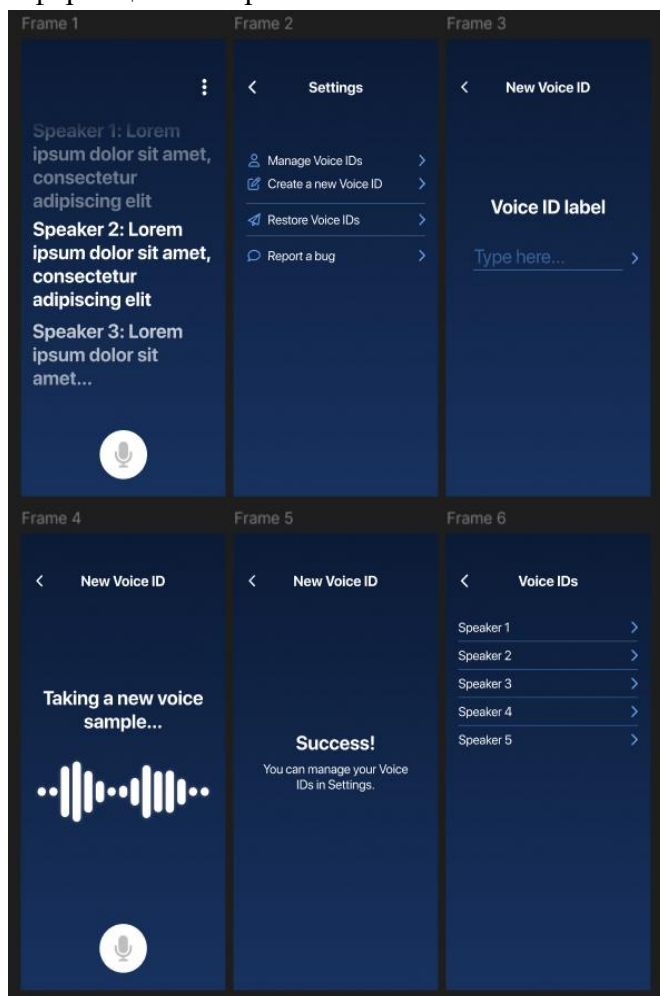 Frame 1
Speaker 1: Lorem
ipsum dolor sit amet,
consectetur
adipiscing elit
Speaker 2: Lorem
ipsum dolor sit amet,
consectetur
adipiscing elit
Speaker 3: Lorem
ipsum dolor sit
amet...
Frame 2
Settings
Manage Voice IDs
Create a new Voice ID
Restore Voice IDs
Report a bug
Frame 3
New Voice ID
Voice ID label
Type here...
Frame 4
New Voice ID
Taking a new voice
sample...
Frame 5
New Voice ID
Success!
You can manage your Voice
IDs in Settings.
Frame 6
Voice IDs
Speaker 1
Speaker 2
Speaker 3
Speaker 4
Speaker 5